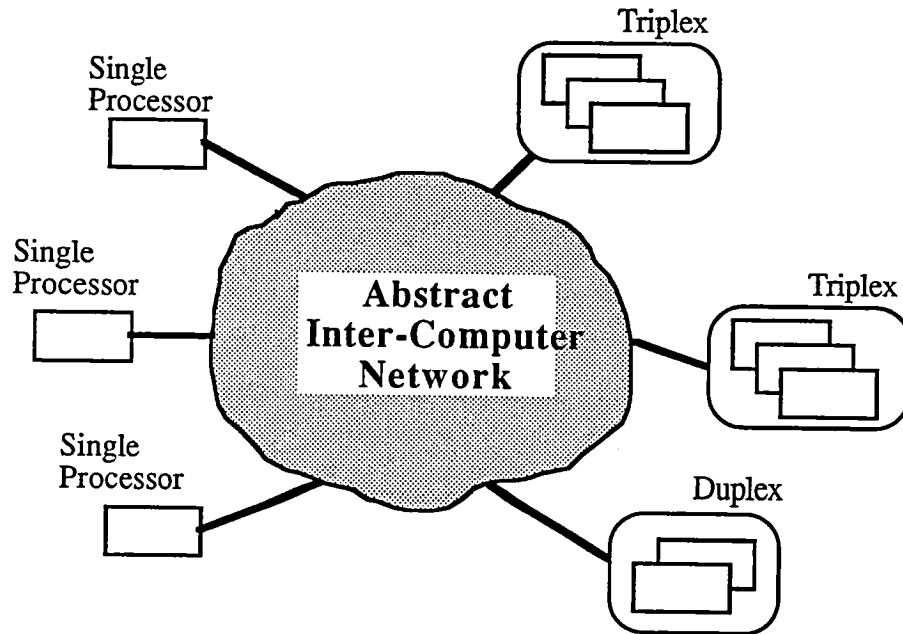 Triplex
Single
Processor
Single
Processor
Triplex
Abstract
Inter-Computer
Network
Single
Processor
Duplex